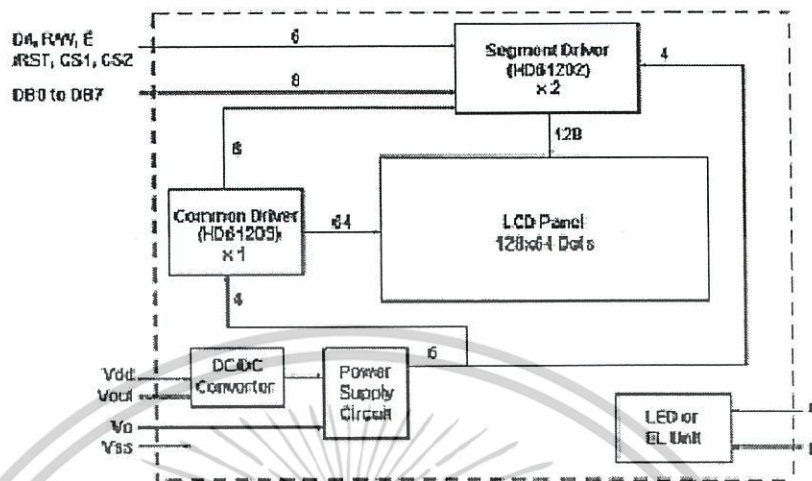 D/I, R/W, E
/RST, CS1, CS2
DB0 to DB7
6
8
Segment Driver
(HD61202)
x 2
4
6
128
Common Driver
(HD61203)
x 1
64
LCD Panel
128x64 Dots
4
6
Vdd
Vout
Vo
Vss
DC/DC
Converter
Power
Supply
Circuit
LED or
EL Unit